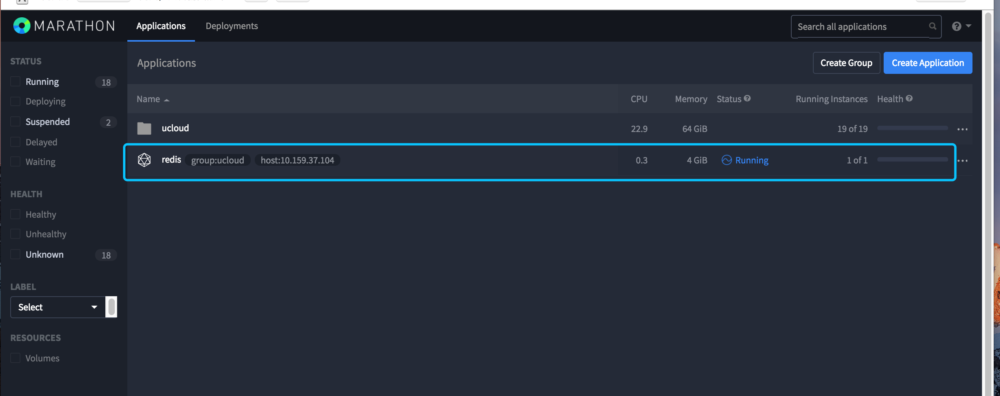 MARATHON
Applications
Deployments
Search all applications
STATUS
Running 18
Deploying
Suspended 2
Delayed
Waiting
HEALTH
Healthy
Unhealthy
Unknown 18
LABEL
Select
RESOURCES
Volumes
Applications
Create Group
Create Application
Name CPU Memory Status Running Instances Health
ucloud 22.9 64 GiB 19 of 19
redis group:ucloud host:10.159.37.104 0.3 4 GiB Running 1 of 1